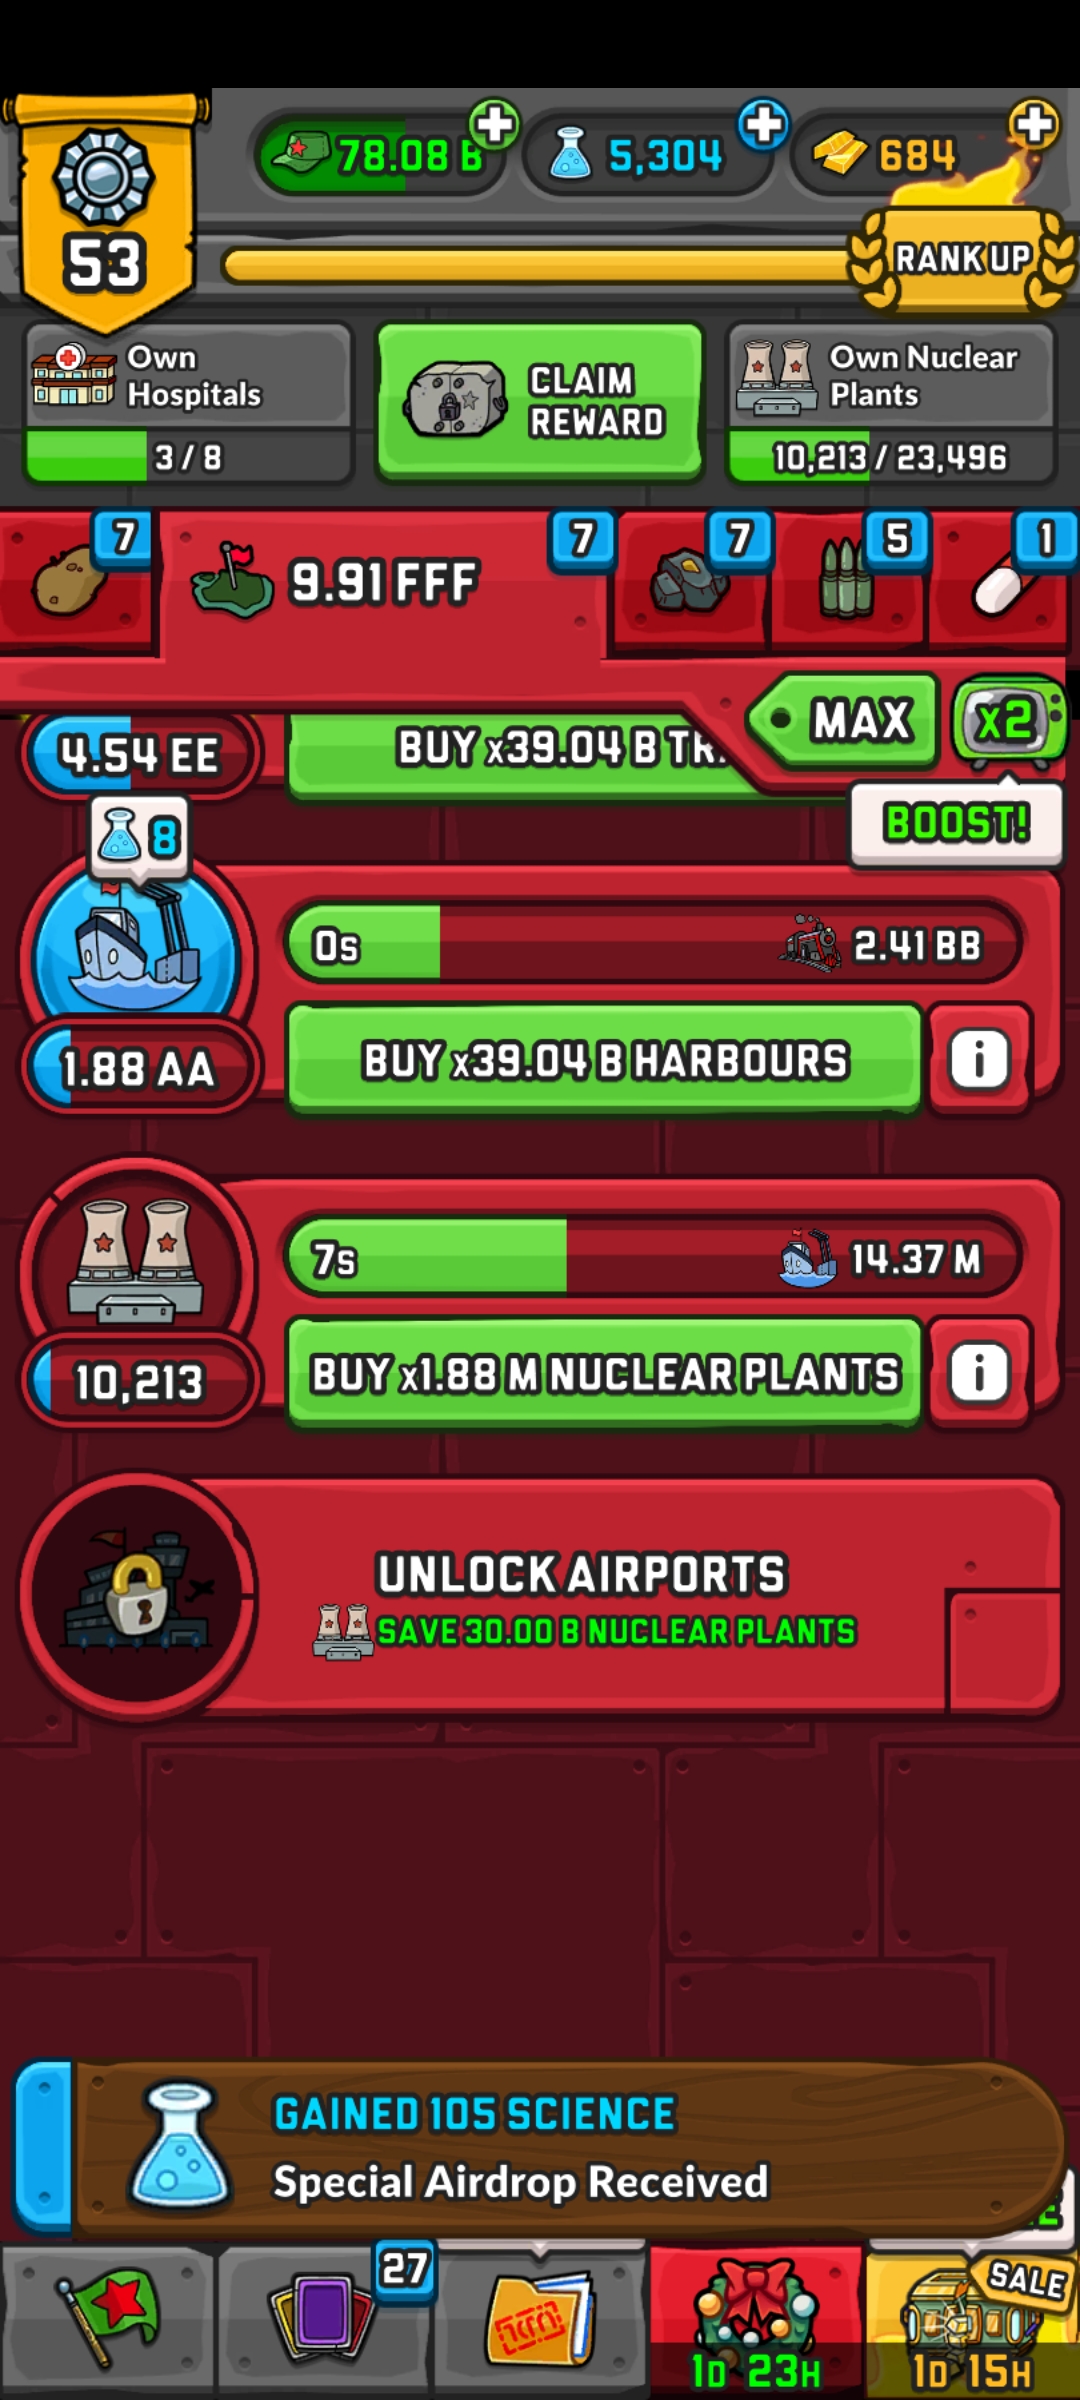 78.08 B
5,304
684
53
RANK UP
Own
Hospitals
3 / 8
CLAIM
REWARD
Own Nuclear
Plants
10,213 / 23,496
7
9.91 FFF
7
7
5
1
MAX
x2
4.54 EE
BUY x39.04 B TR
BOOST!
8
0s
2.41 BB
1.88 AA
BUY x39.04 B HARBOURS
i
7s
14.37 M
10,213
BUY x1.88 M NUCLEAR PLANTS
i
UNLOCK AIRPORTS
SAVE 30.00 B NUCLEAR PLANTS
GAINED 105 SCIENCE
Special Airdrop Received
27
SALE
1D 23H
1D 15H